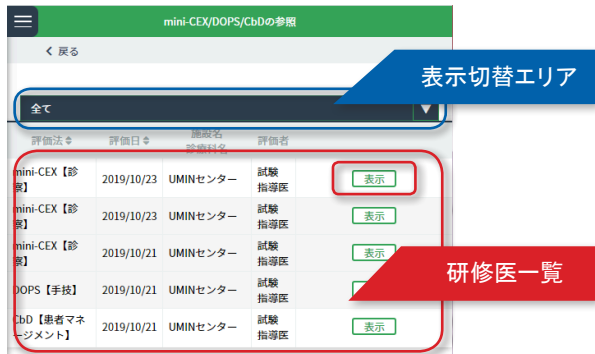 mini-CEX/DOPS/CbDの参照
戻る
表示切替エリア
全て
評価法 評価日 施設名 評価者
診療科名
mini-CEX【診
察】
2019/10/23 UMINセンター
試験
指導医
表示
mini-CEX【診
察】
2019/10/23 UMINセンター
試験
指導医
表示
mini-CEX【診
察】
2019/10/21 UMINセンター
試験
指導医
表示
研修医一覧
DOPS【手技】 2019/10/21 UMINセンター
試験
指導医
CbD【患者マネ
ージメント】
2019/10/21 UMINセンター
試験
指導医
表示